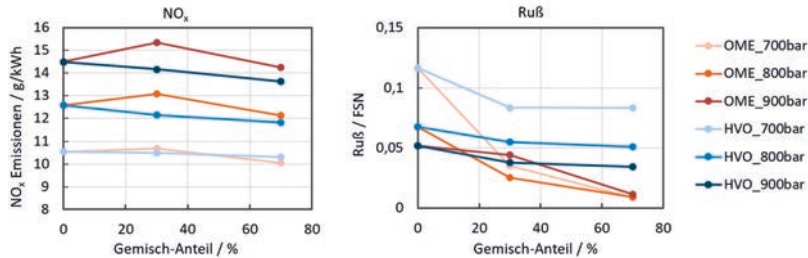 NOx
NOx Emissionen / g/kWh
16
15
14
13
12
11
10
9
8
0
20
40
60
80
Gemisch-Anteil / %
Ruß
Ruß / FSN
0,15
0,1
0,05
0
0
20
40
60
80
Gemisch-Anteil / %
OME_700bar
OME_800bar
OME_900bar
HVO_700bar
HVO_800bar
HVO_900bar